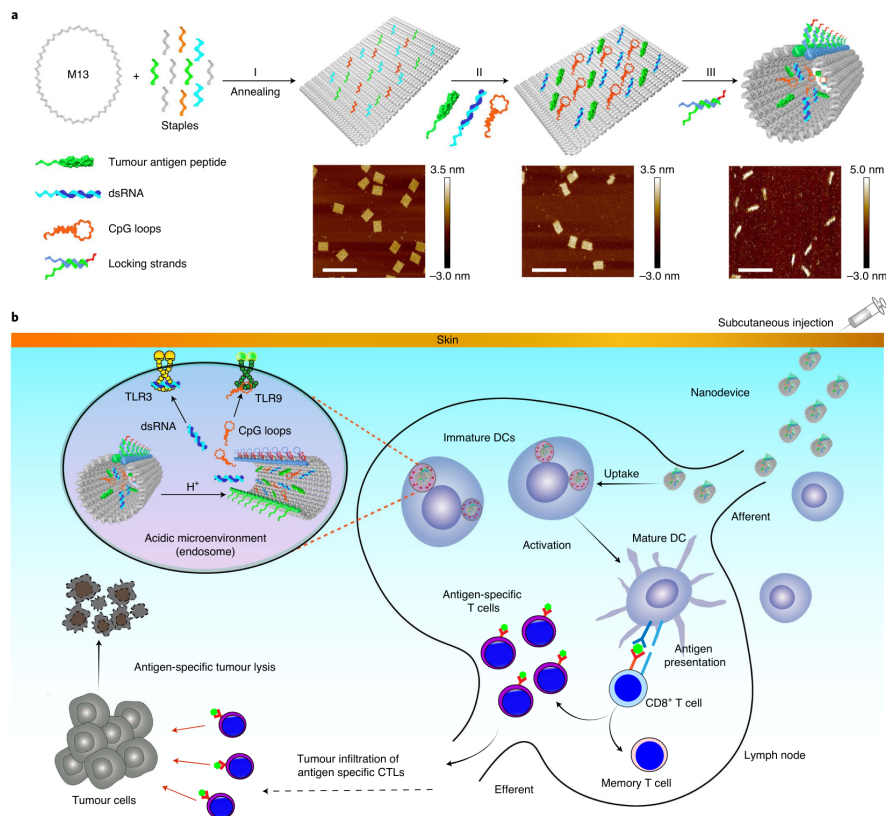 a
M13
+
Staples
I
Annealing
II
III
Tumour antigen peptide
dsRNA
CpG loops
Locking strands
3.5 nm
–3.0 nm
3.5 nm
–3.0 nm
5.0 nm
–3.0 nm
b
Subcutaneous injection
Skin
TLR3
TLR9
dsRNA
CpG loops
H+
Acidic microenvironment
(endosome)
Nanodevice
Immature DCs
Uptake
Afferent
Activation
Mature DC
Antigen-specific
T cells
Antigen
presentation
CD8+ T cell
Antigen-specific tumour lysis
Lymph node
Tumour infiltration of
antigen specific CTLs
Memory T cell
Efferent
Tumour cells